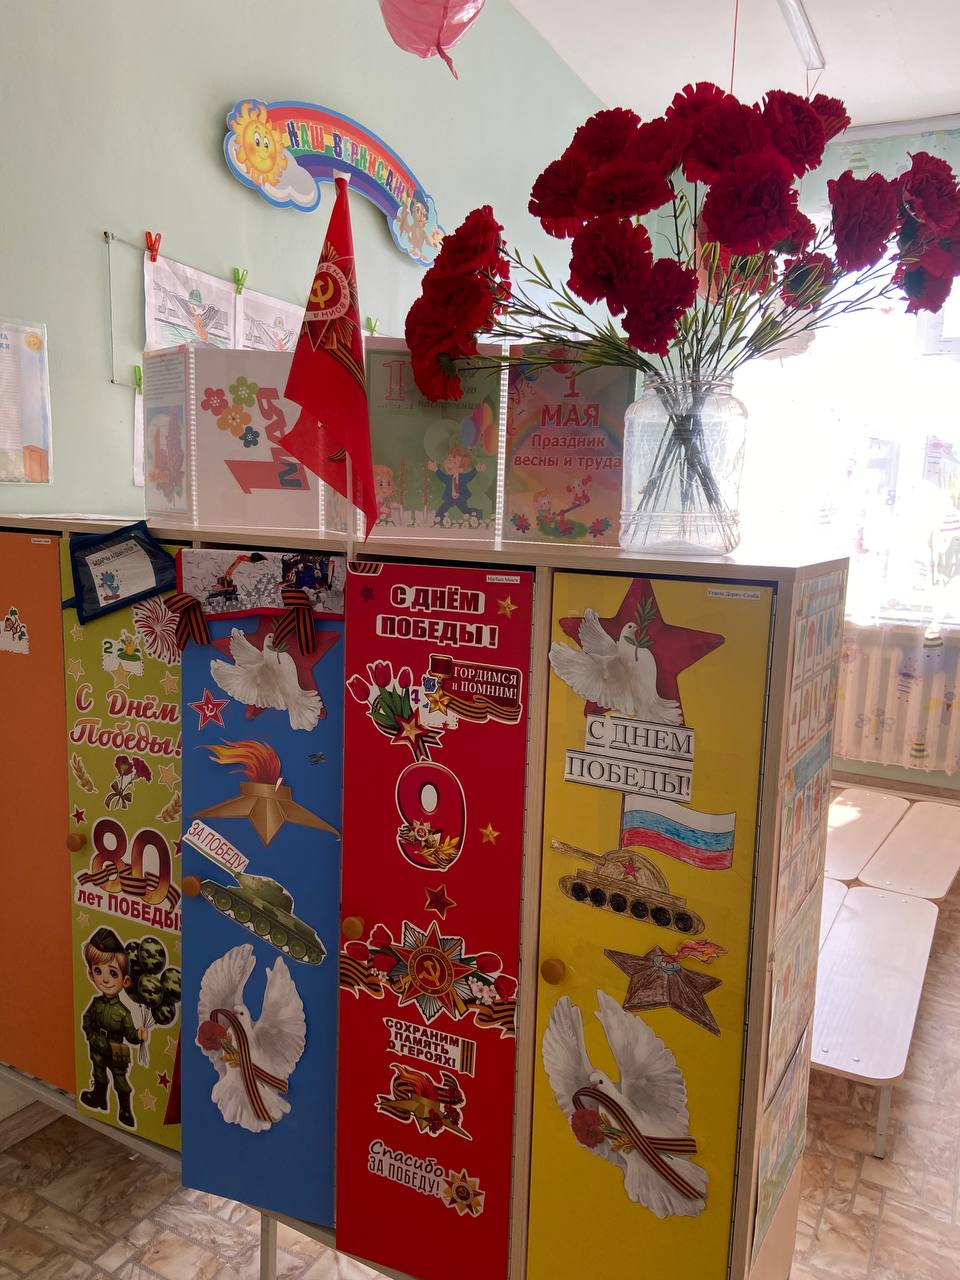 НАШ ВЕРНИСАЖ
1
МАЯ
Праздник
весны и труда
С Днём
Победы!
80
лет ПОБЕДЫ!
ЗА ПОБЕДУ
С ДНЁМ
ПОБЕДЫ!
ГОРДИМСЯ
и ПОМНИМ!
9
СОХРАНИМ
ПАМЯТЬ
О ГЕРОЯХ!
Спасибо
ЗА ПОБЕДУ!
С ДНЕМ
ПОБЕДЫ!